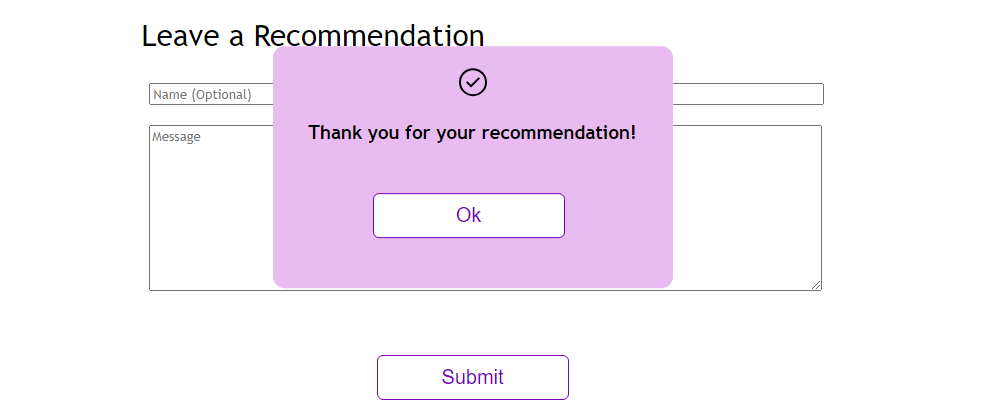 Leave a Recommendation
Name (Optional)
Message
Thank you for your recommendation!
Ok
Submit